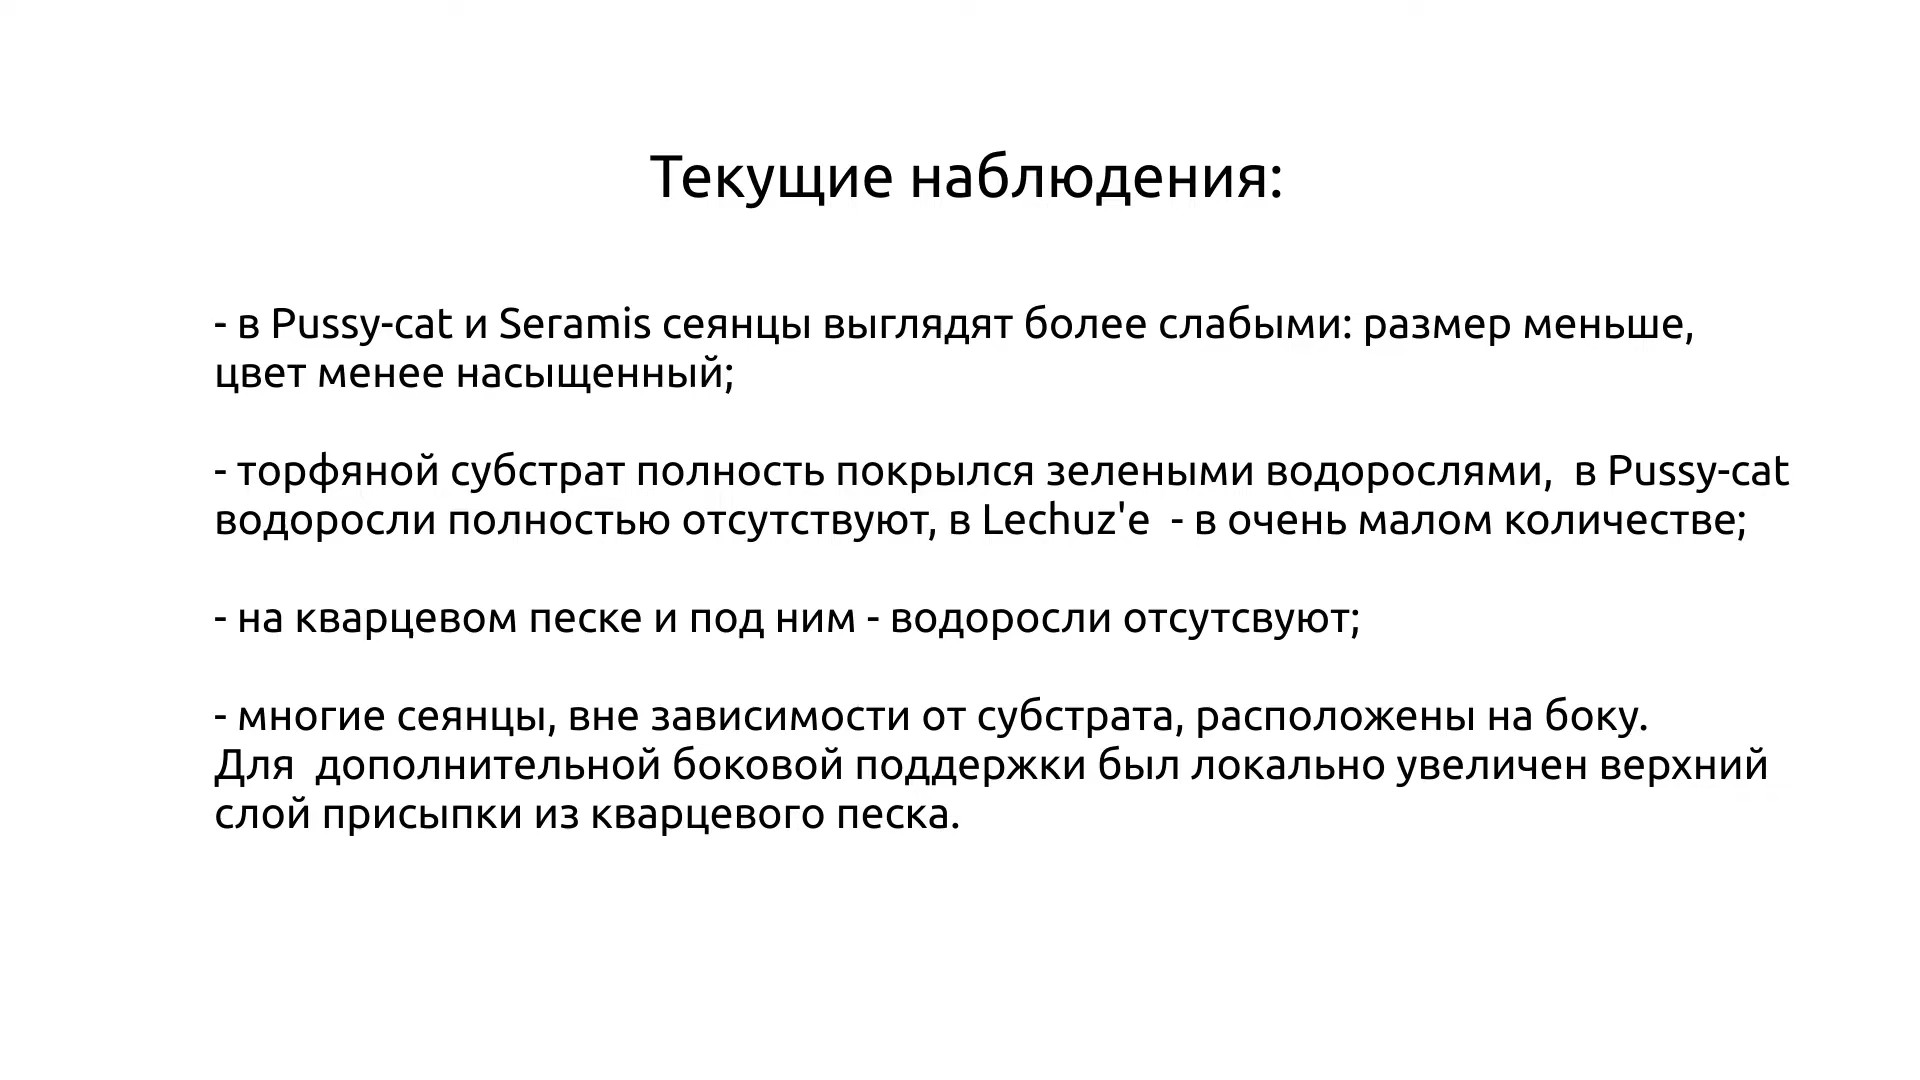 Текущие наблюдения:
- в Pussy-cat и Seramis сеянцы выглядят более слабыми: размер меньше,
цвет менее насыщенный;
- торфяной субстрат полность покрылся зелеными водорослями,  в Pussy-cat
водоросли полностью отсутствуют, в Lechuz'е  - в очень малом количестве;
- на кварцевом песке и под ним - водоросли отсутсвуют;
- многие сеянцы, вне зависимости от субстрата, расположены на боку.
Для  дополнительной боковой поддержки был локально увеличен верхний
слой присыпки из кварцевого песка.